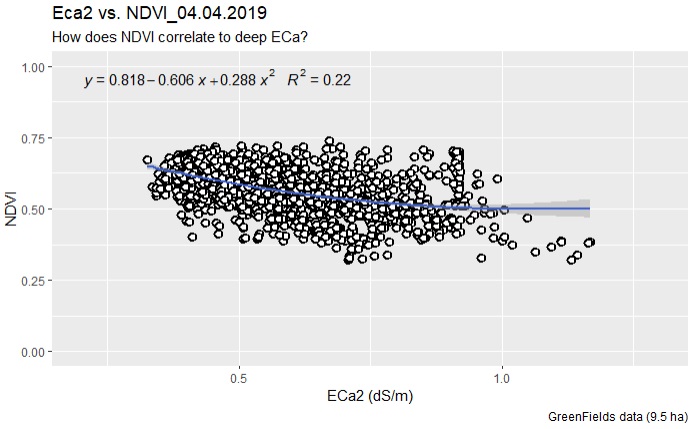 Eca2 vs. NDVI_04.04.2019
How does NDVI correlate to deep ECa?
1.00
y = 0.818 − 0.606 x + 0.288 x² R² = 0.22
0.75
NDVI
0.50
0.25
0.00
0.5 1.0
ECa2 (dS/m)
GreenFields data (9.5 ha)